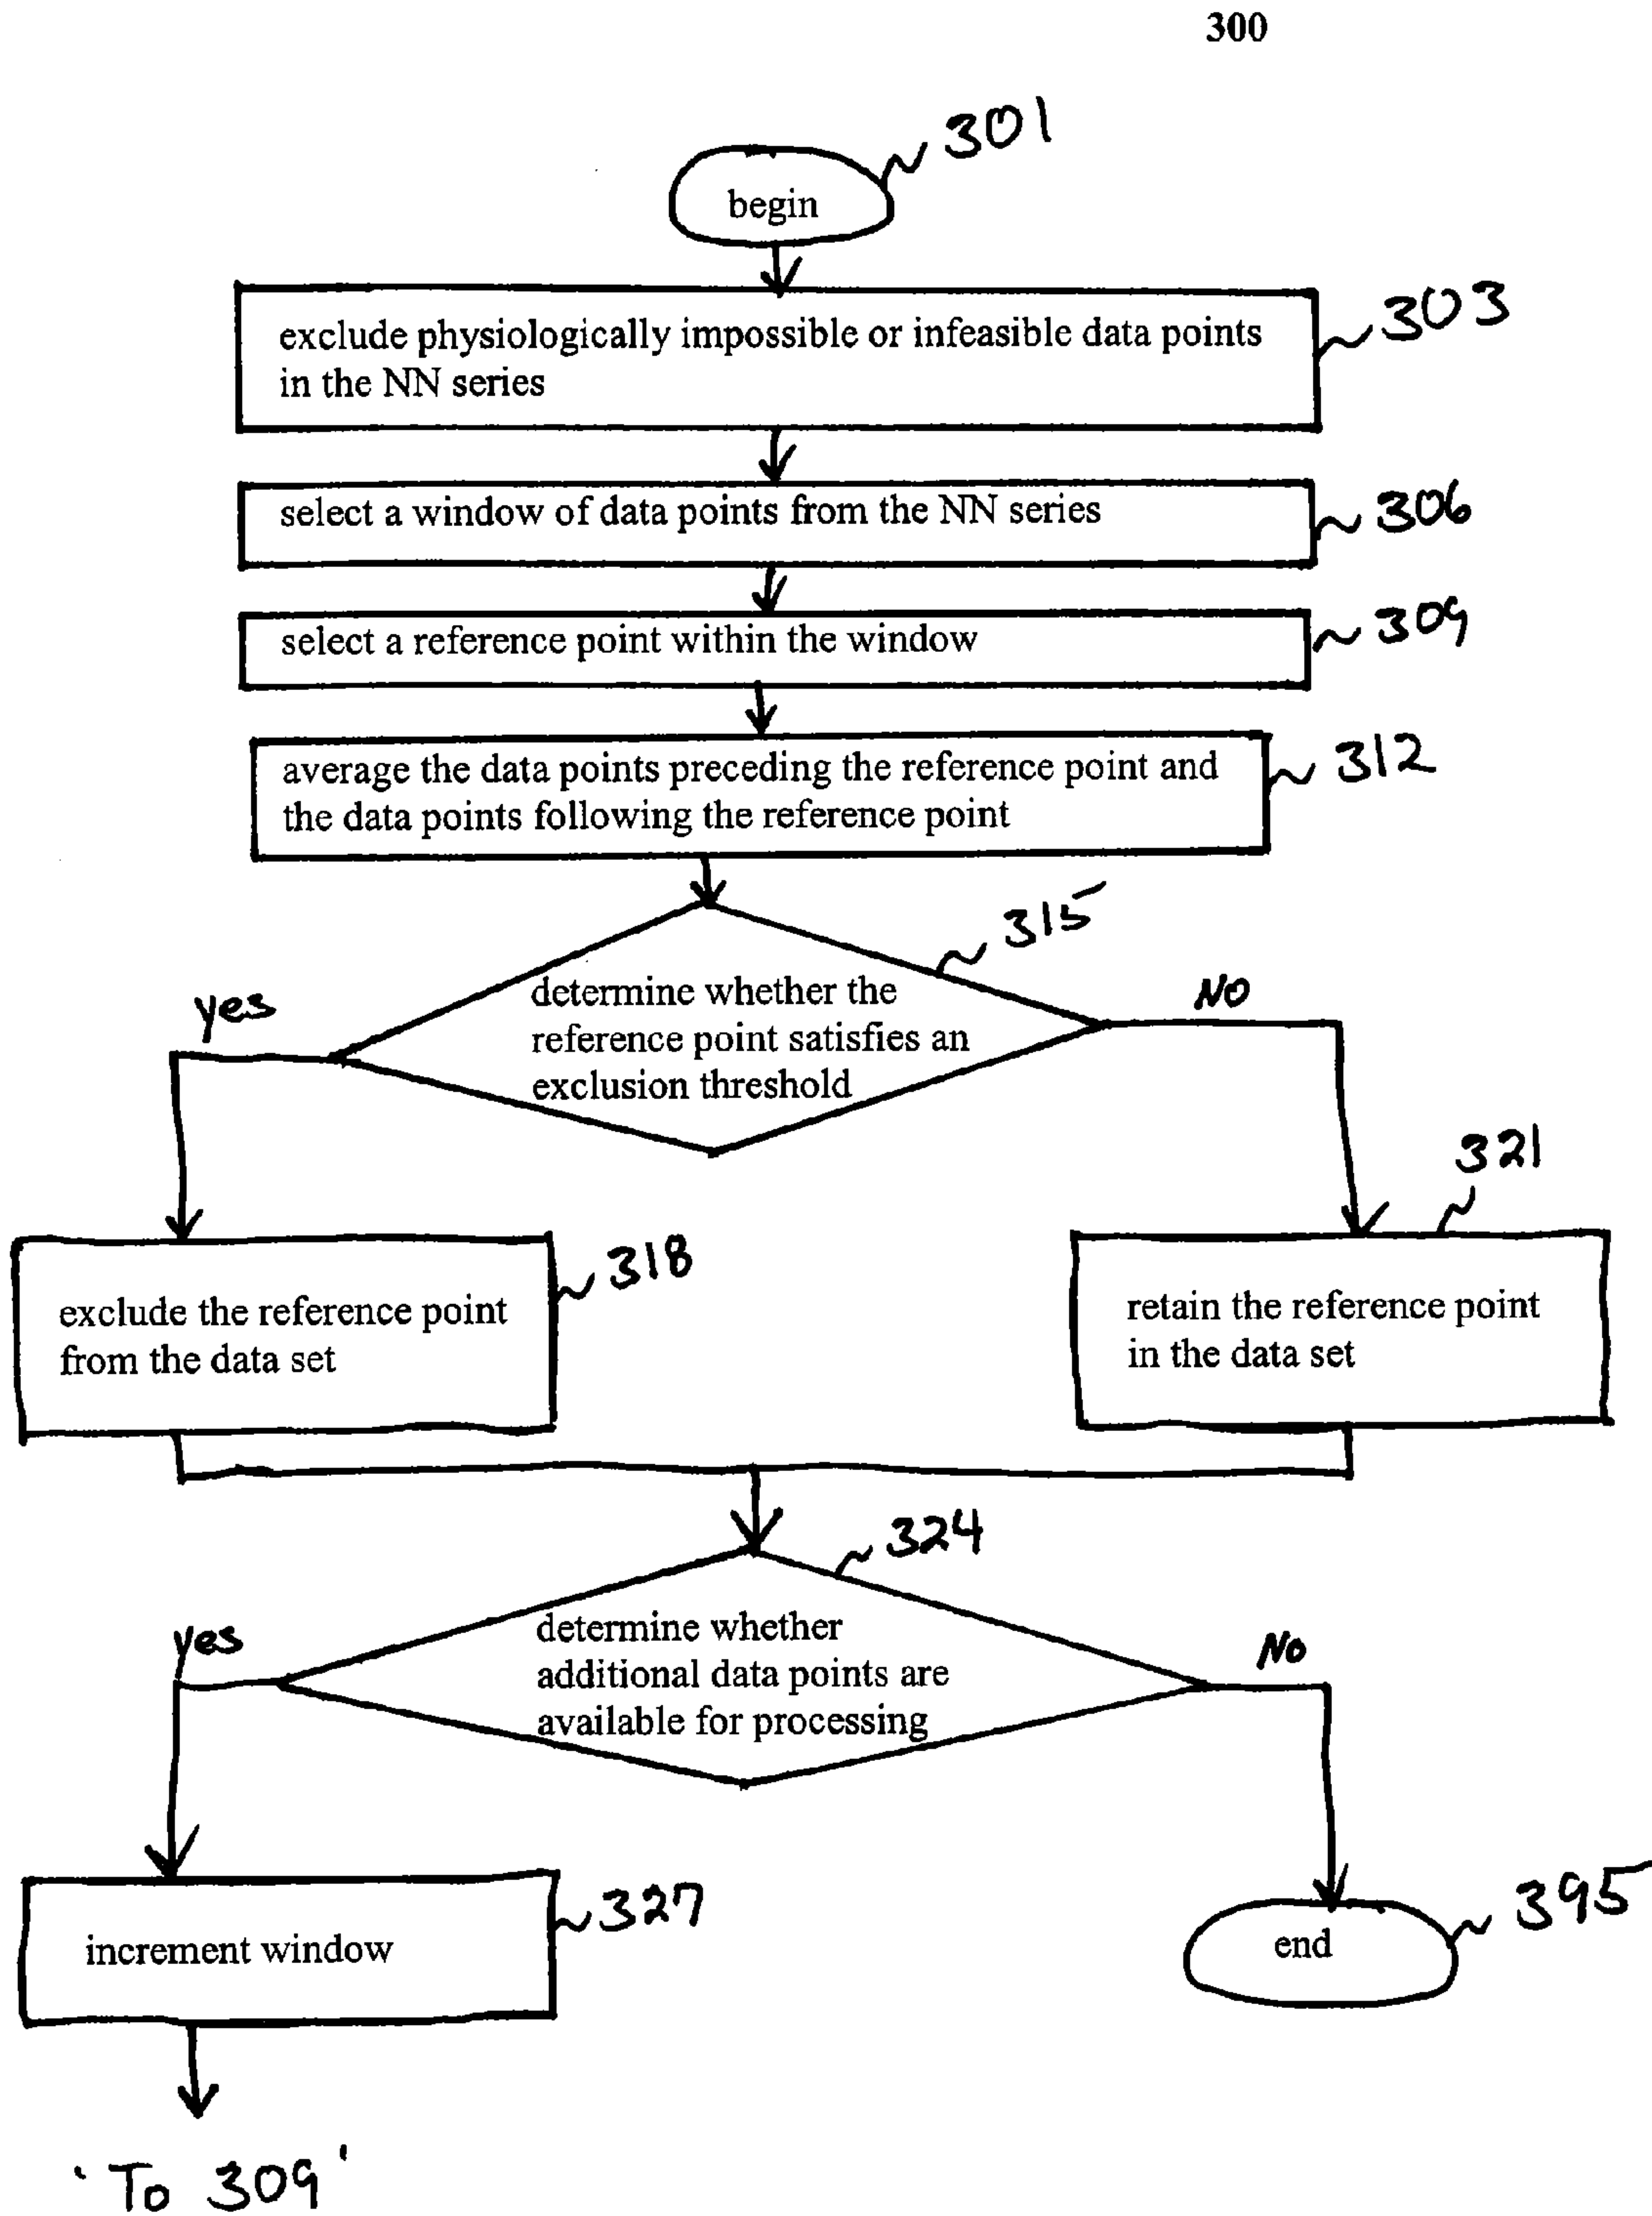 300
301
begin
303
exclude physiologically impossible or infeasible data points
in the NN series
306
select a window of data points from the NN series
309
select a reference point within the window
312
average the data points preceding the reference point and
the data points following the reference point
315
determine whether the
reference point satisfies an
exclusion threshold
yes
NO
318
exclude the reference point
from the data set
321
retain the reference point
in the data set
324
determine whether
additional data points are
available for processing
yes
No
327
increment window
395
end
'To 309'